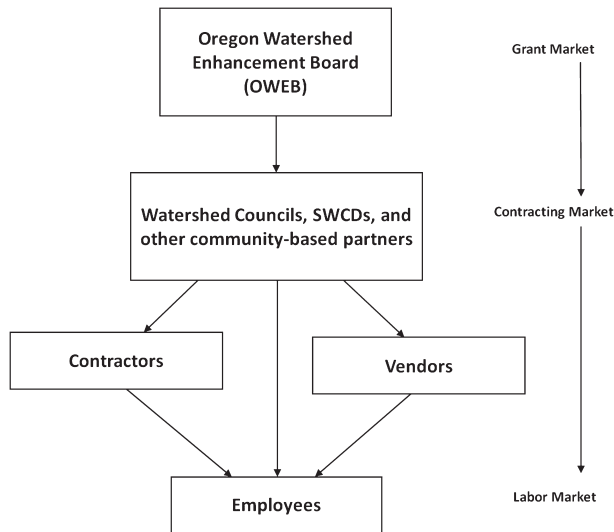 Oregon Watershed
Enhancement Board
(OWEB)
Grant Market
Watershed Councils, SWCDs, and
other community-based partners
Contracting Market
Contractors
Vendors
Employees
Labor Market